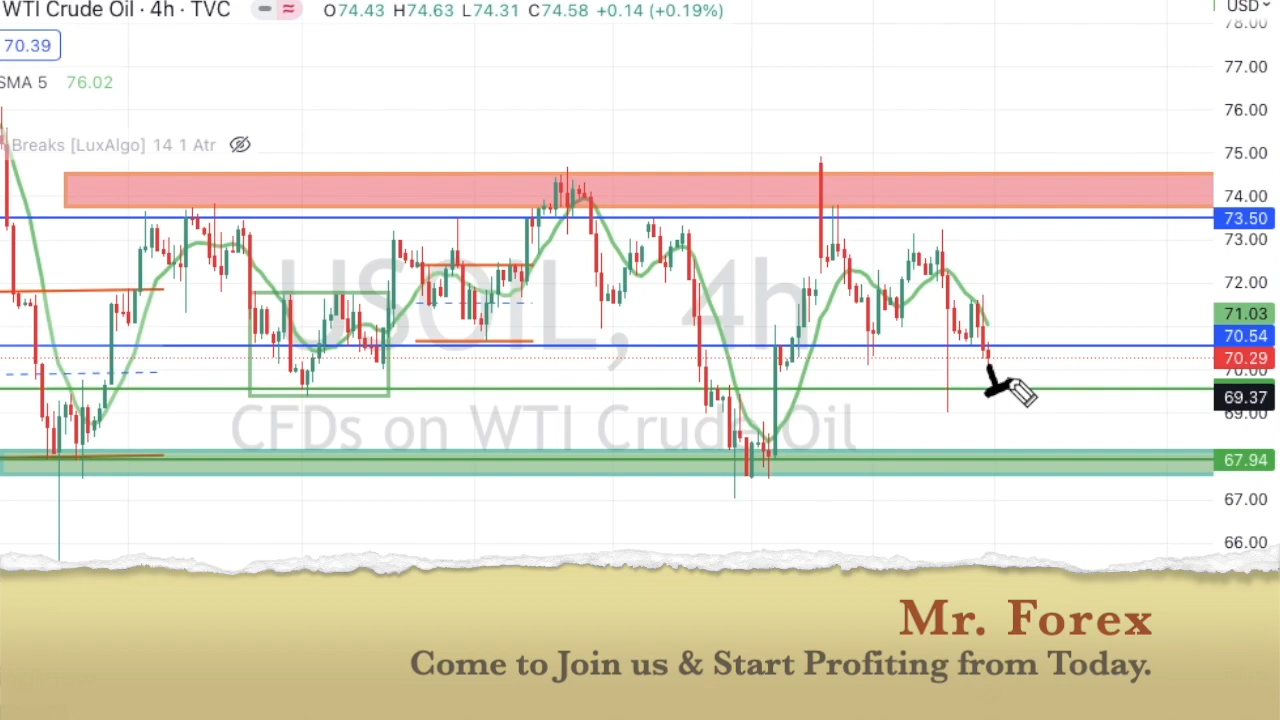 WTI Crude Oil · 4h · TVC O74.43 H74.63 L74.31 C74.58 +0.14 (+0.19%)
USD
78.00
70.39
77.00
SMA 5 76.02
76.00
Breaks [LuxAlgo] 14 1 Atr
75.00
74.00
73.50
73.00
72.00
71.03
70.54
70.29
70.00
69.37
69.00
67.94
67.00
66.00
USOIL, 4h
CFDs on WTI Crude Oil
Mr. Forex
Come to Join us & Start Profiting from Today.